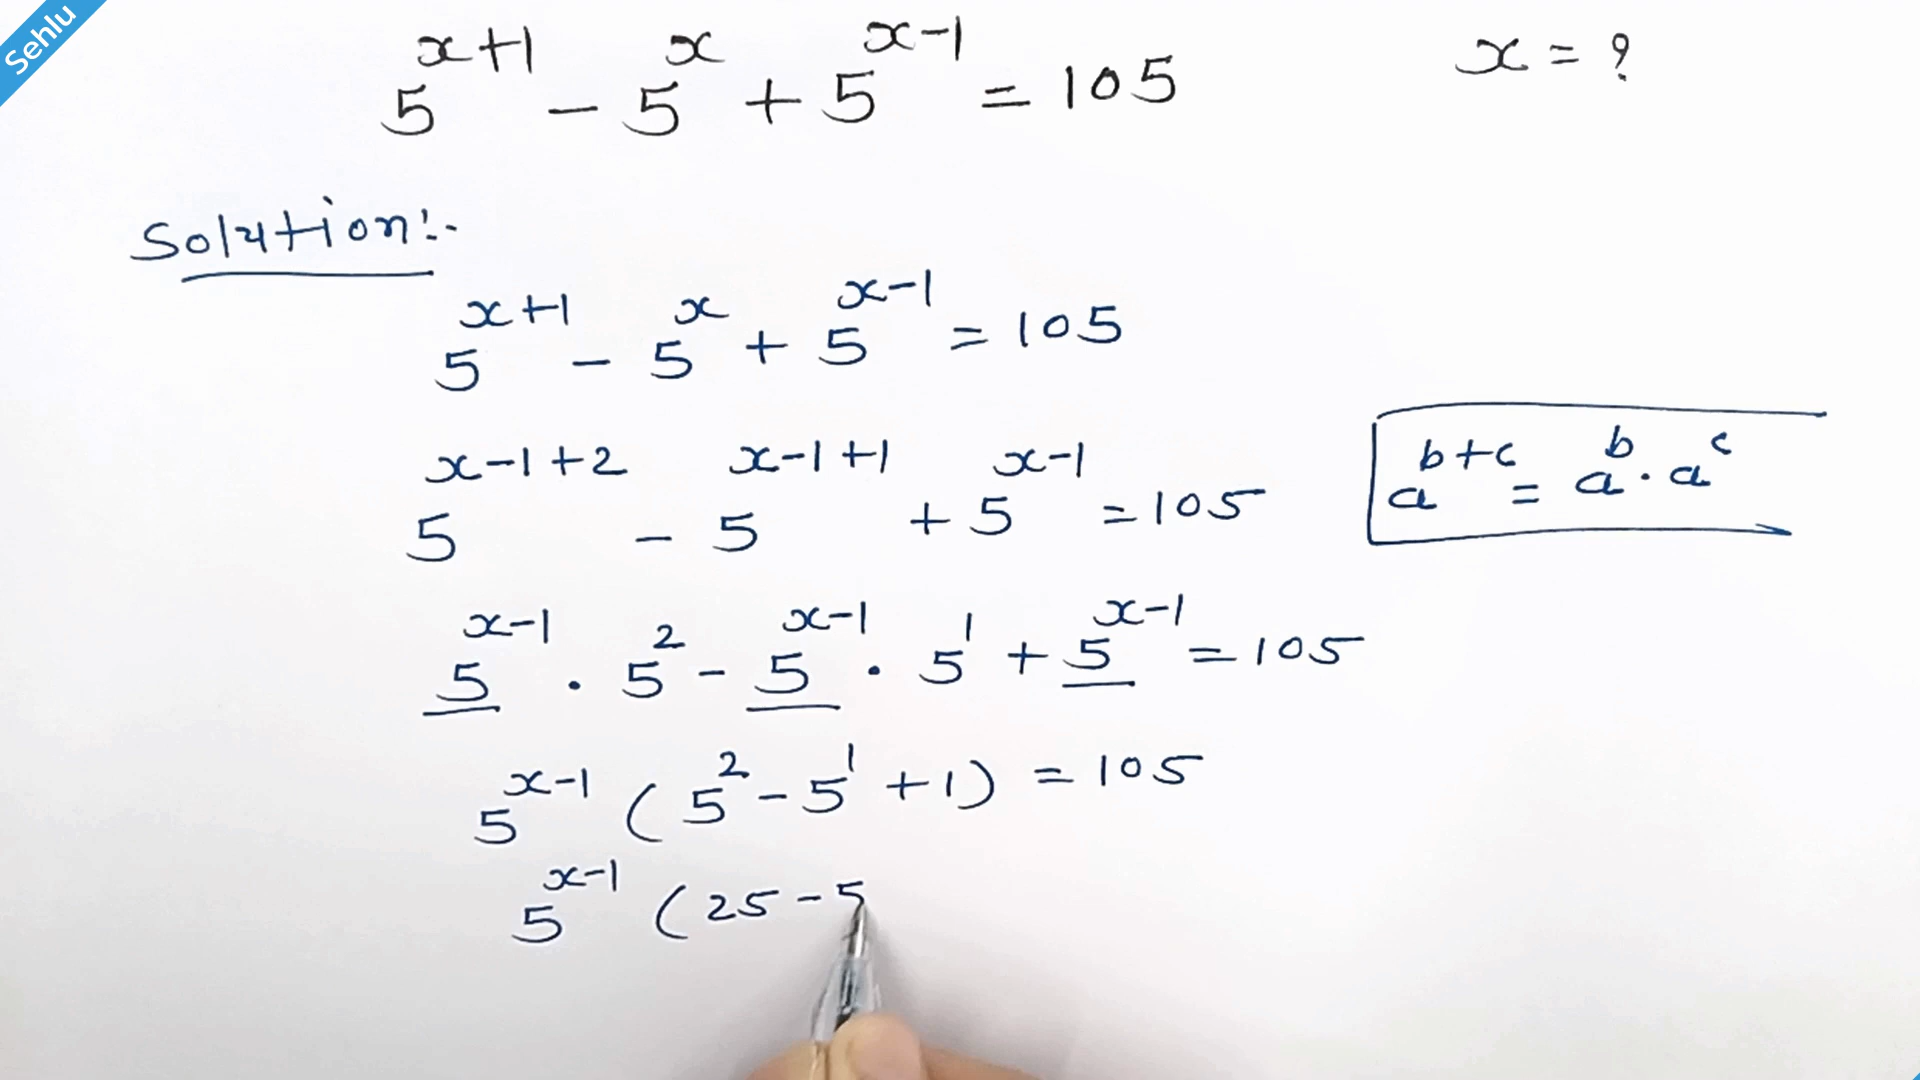 Sehlu
5^{x+1} - 5^{x} + 5^{x-1} = 105
x = ?
Solution:-
5^{x+1} - 5^{x} + 5^{x-1} = 105
5^{x-1+2} - 5^{x-1+1} + 5^{x-1} = 105
a^{b+c} = a^{b} · a^{c}
5^{x-1} · 5^{2} - 5^{x-1} · 5^{1} + 5^{x-1} = 105
5^{x-1} ( 5^{2} - 5^{1} + 1 ) = 105
5^{x-1} ( 25 - 5